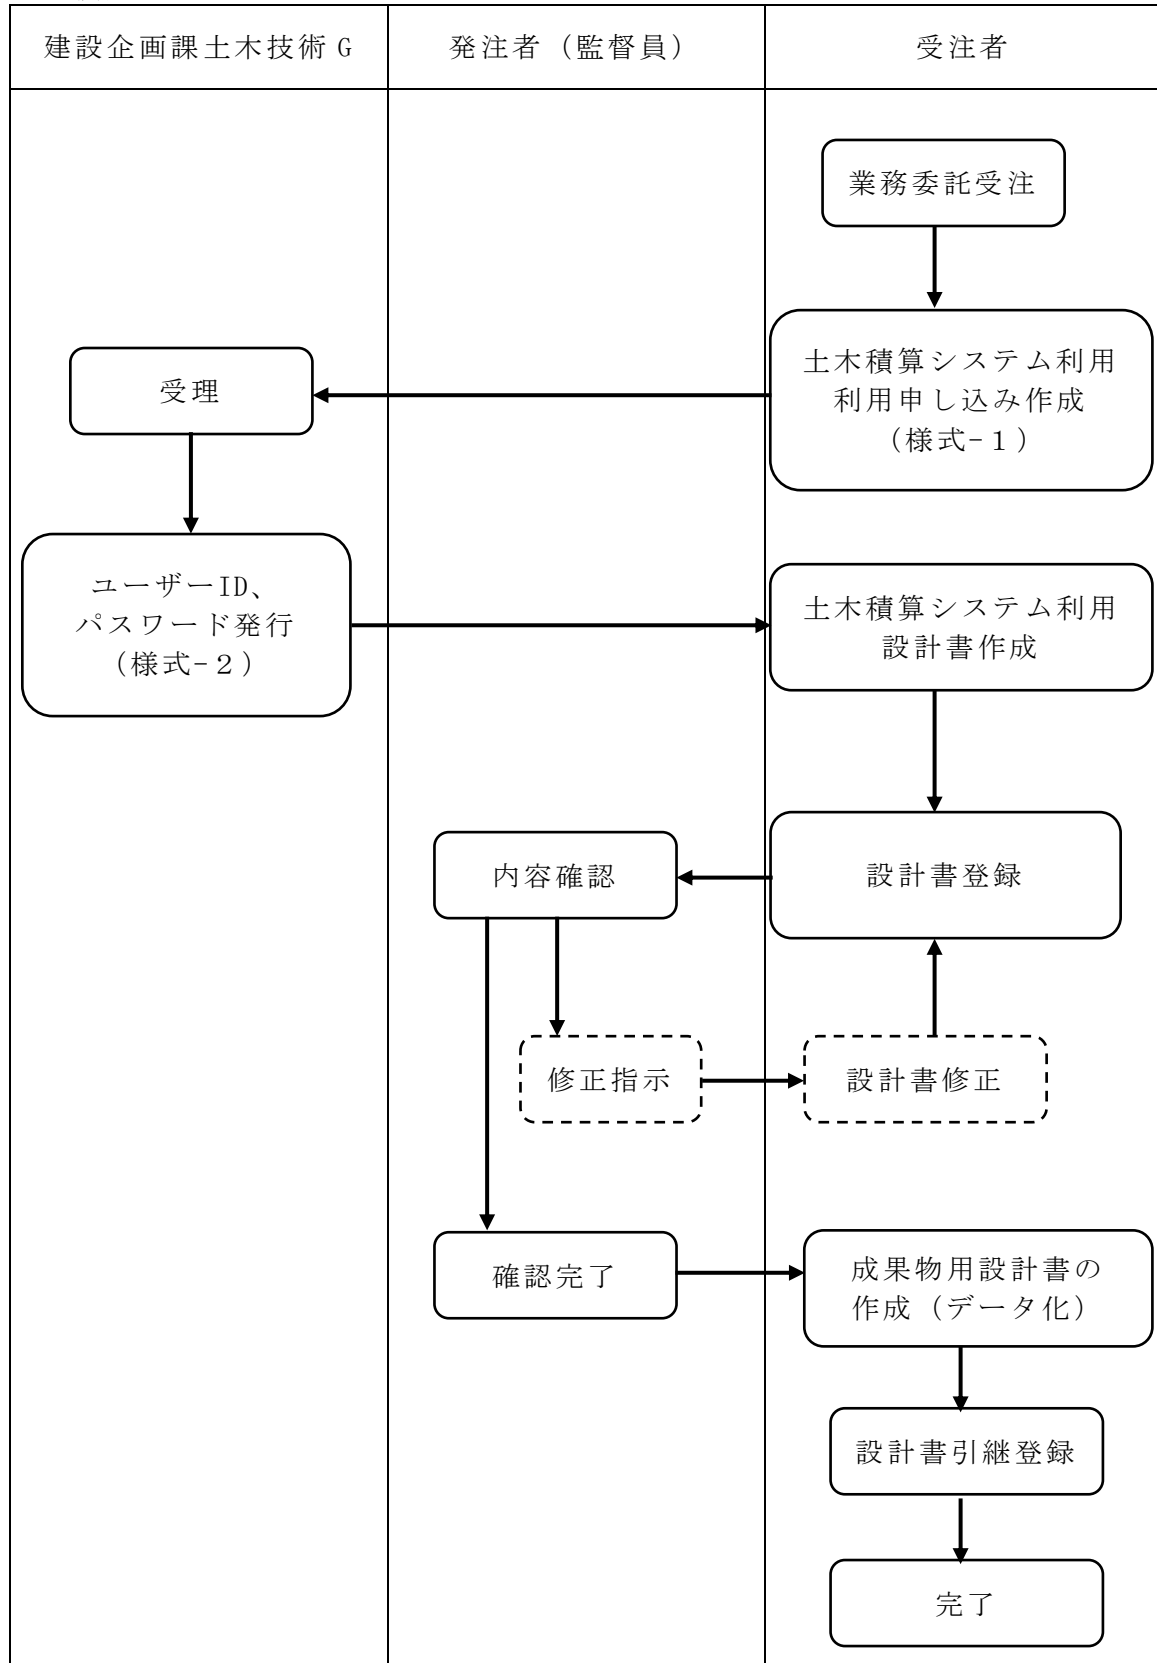 建設企画課土木技術G
発注者（監督員）
受注者
業務委託受注
土木積算システム利用
利用申し込み作成
（様式-１）
受理
ユーザーID、
パスワード発行
（様式-２）
土木積算システム利用
設計書作成
設計書登録
内容確認
修正指示
設計書修正
確認完了
成果物用設計書の
作成（データ化）
設計書引継登録
完了